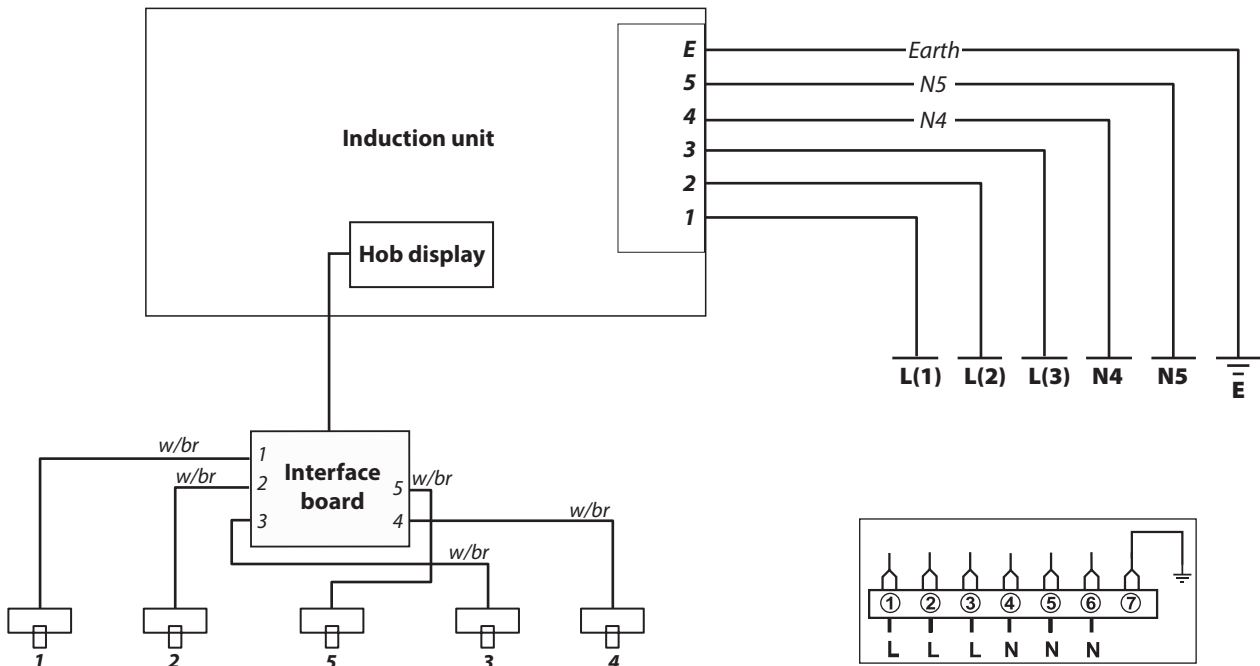 E
Earth
5
N5
4
N4
Induction unit
3
2
1
Hob display
L(1) L(2) L(3) N4 N5 E
w/br
1
w/br
2
Interface
board
5 w/br
3
4
w/br
w/br
1 2 5 3 4
1 2 3 4 5 6 7
L L L N N N